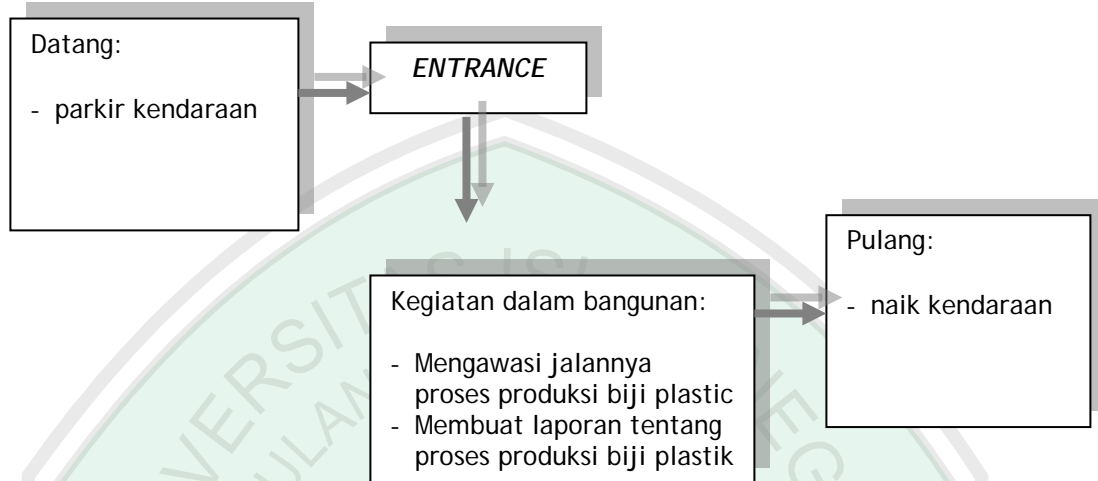 Datang:
- parkir kendaraan
ENTRANCE
Kegiatan dalam bangunan:
- Mengawasi jalannya
proses produksi biji plastic
- Membuat laporan tentang
proses produksi biji plastik
Pulang:
- naik kendaraan